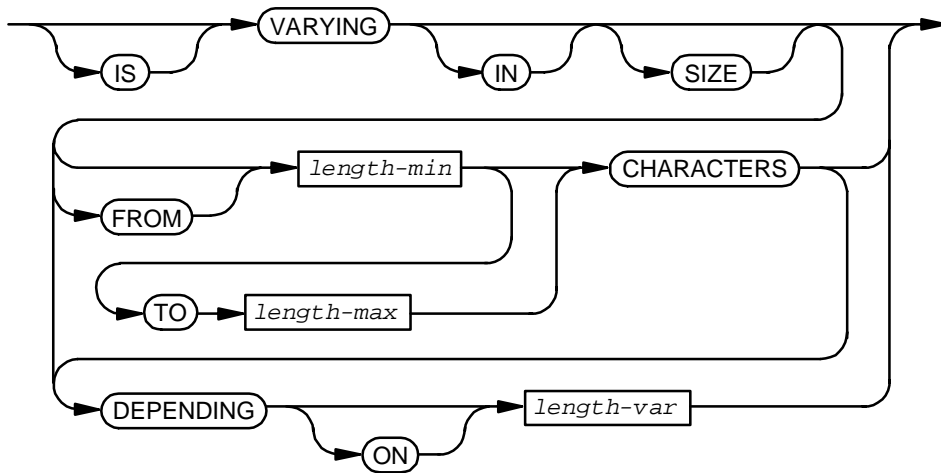 VARYING
IS
IN
SIZE
length-min
CHARACTERS
FROM
TO
length-max
DEPENDING
length-var
ON